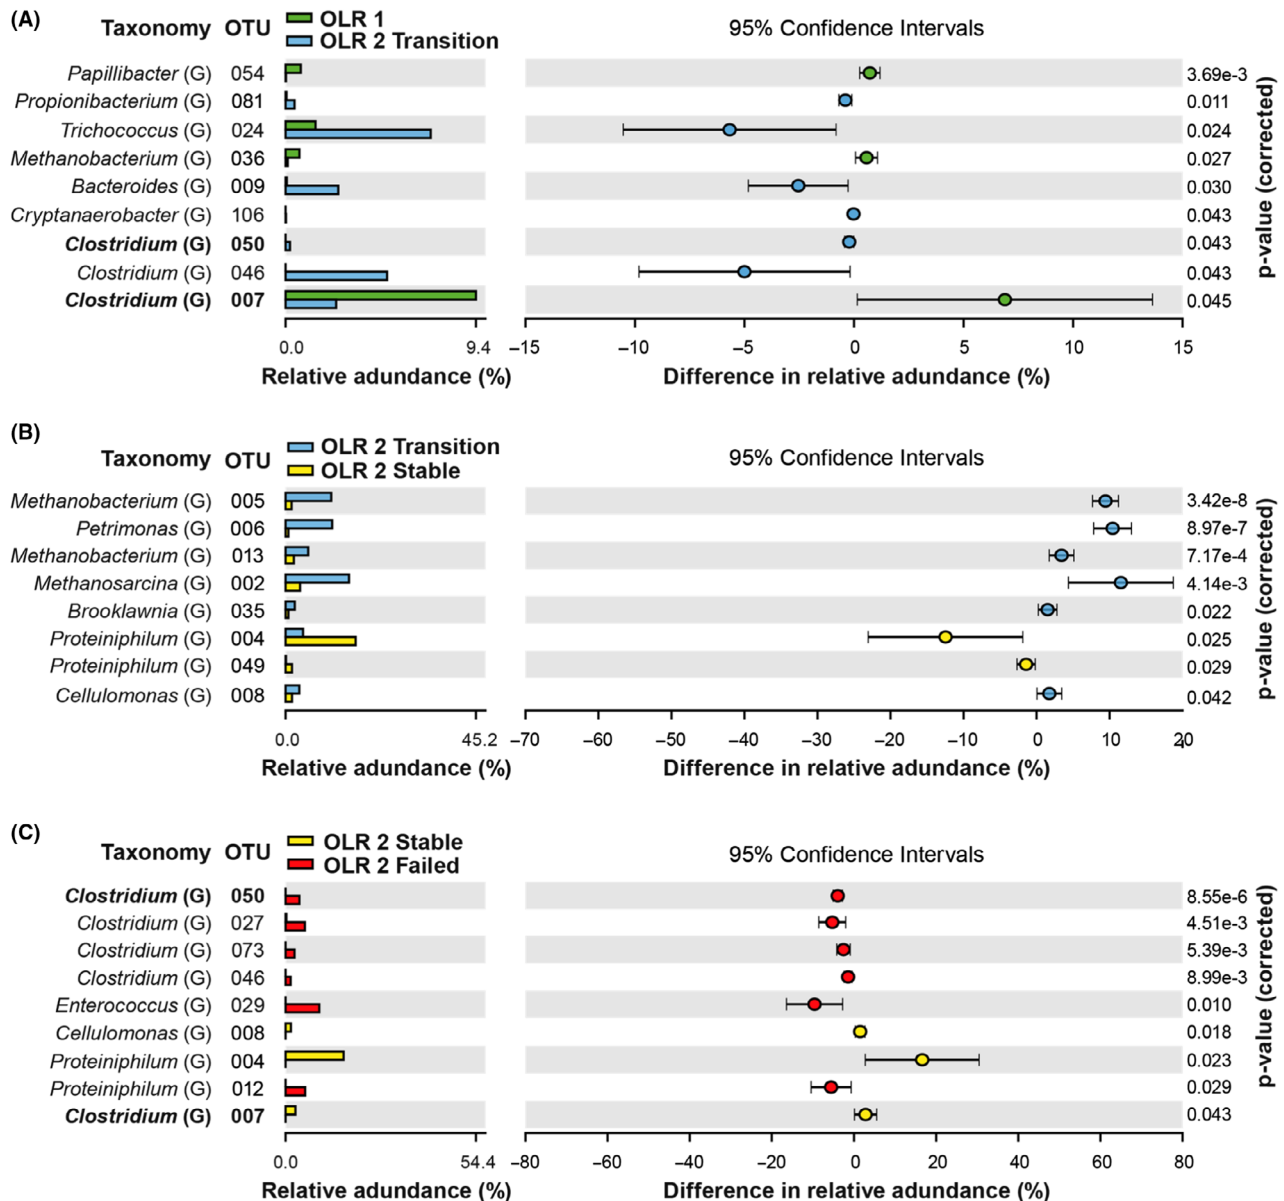 (A)
Taxonomy OTU OLR 1 95% Confidence Intervals
OLR 2 Transition
Papillibacter (G) 054 3.69e-3
Propionibacterium (G) 081 0.011
Trichococcus (G) 024 0.024
Methanobacterium (G) 036 0.027
Bacteroides (G) 009 0.030
Cryptanaerobacter (G) 106 0.043
Clostridium (G) 050 0.043
Clostridium (G) 046 0.043
Clostridium (G) 007 0.045
p-value (corrected)
0.0 9.4 –15 –10 –5 0 5 10 15
Relative adundance (%) Difference in relative adundance (%)
(B)
Taxonomy OTU OLR 2 Transition 95% Confidence Intervals
OLR 2 Stable
Methanobacterium (G) 005 3.42e-8
Petrimonas (G) 006 8.97e-7
Methanobacterium (G) 013 7.17e-4
Methanosarcina (G) 002 4.14e-3
Brooklawnia (G) 035 0.022
Proteiniphilum (G) 004 0.025
Proteiniphilum (G) 049 0.029
Cellulomonas (G) 008 0.042
p-value (corrected)
0.0 45.2 –70 –60 –50 –40 –30 –20 –10 0 10 20
Relative adundance (%) Difference in relative adundance (%)
(C)
Taxonomy OTU OLR 2 Stable 95% Confidence Intervals
OLR 2 Failed
Clostridium (G) 050 8.55e-6
Clostridium (G) 027 4.51e-3
Clostridium (G) 073 5.39e-3
Clostridium (G) 046 8.99e-3
Enterococcus (G) 029 0.010
Cellulomonas (G) 008 0.018
Proteiniphilum (G) 004 0.023
Proteiniphilum (G) 012 0.029
Clostridium (G) 007 0.043
p-value (corrected)
0.0 54.4 –80 –60 –40 –20 0 20 40 60 80
Relative adundance (%) Difference in relative adundance (%)